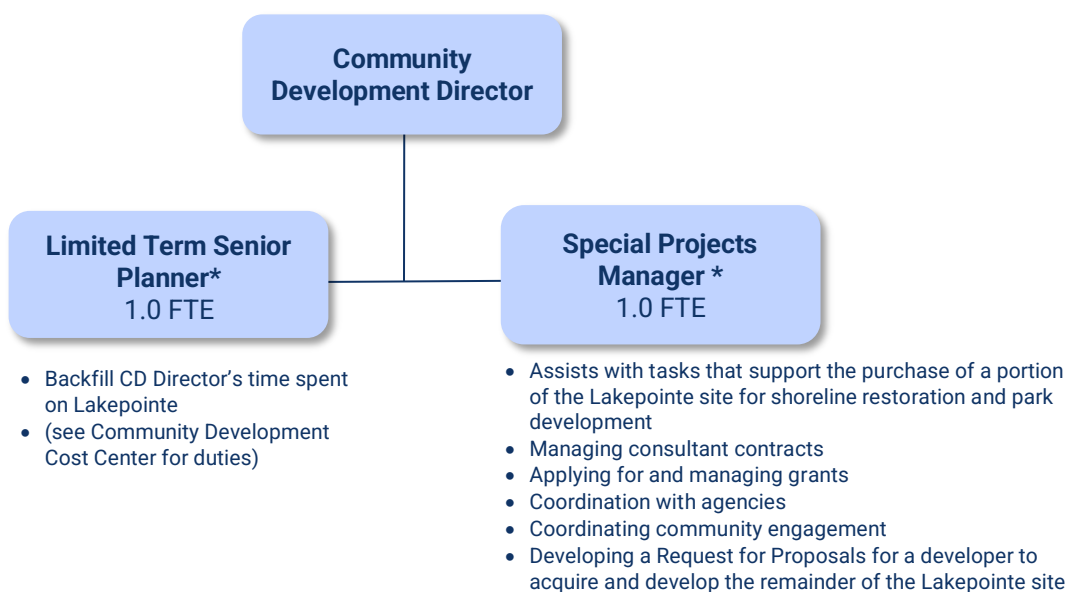 Community
Development Director
Limited Term Senior
Planner*
1.0 FTE
• Backfill CD Director's time spent
on Lakepointe
• (see Community Development
Cost Center for duties)
Special Projects
Manager *
1.0 FTE
• Assists with tasks that support the purchase of a portion
of the Lakepointe site for shoreline restoration and park
development
• Managing consultant contracts
• Applying for and managing grants
• Coordination with agencies
• Coordinating community engagement
• Developing a Request for Proposals for a developer to
acquire and develop the remainder of the Lakepointe site